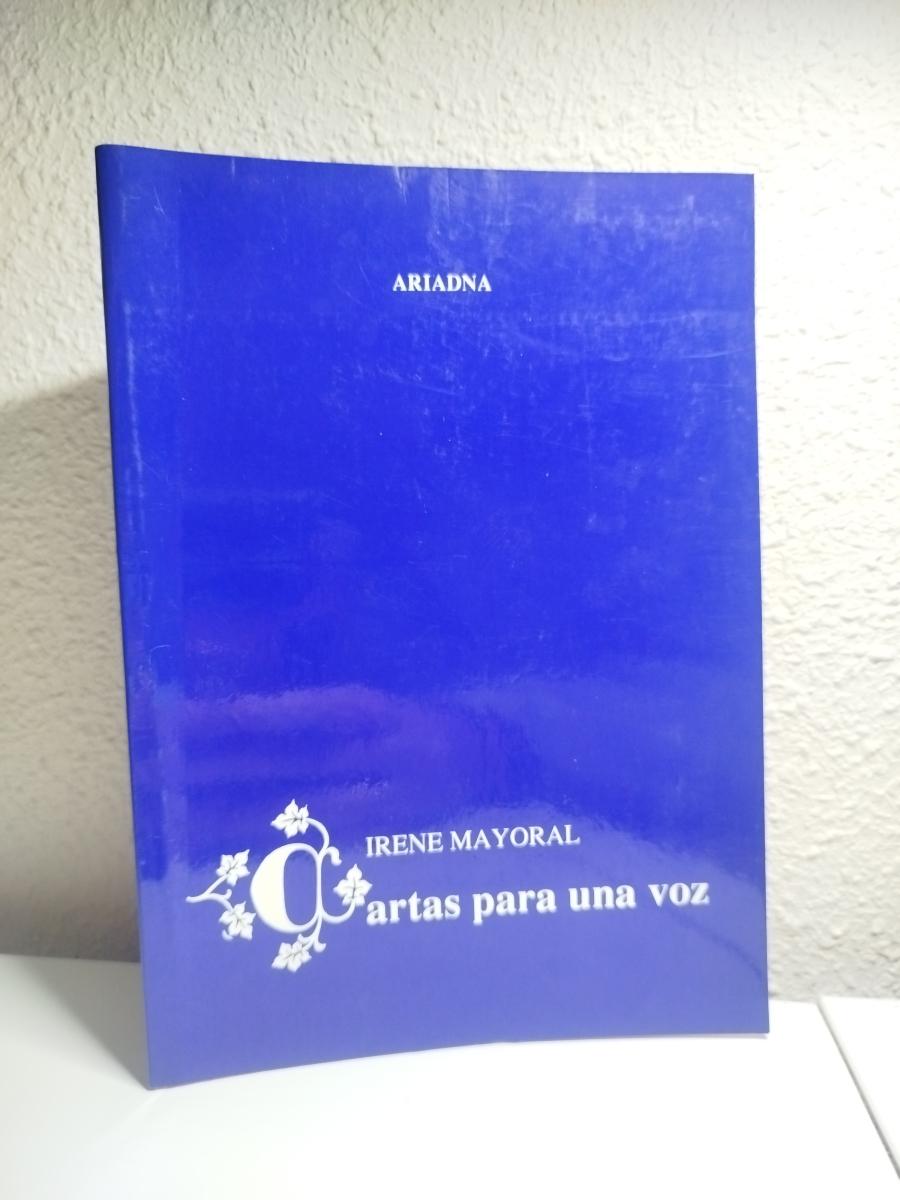 ARIADNA
IRENE MAYORAL
Cartas para una voz